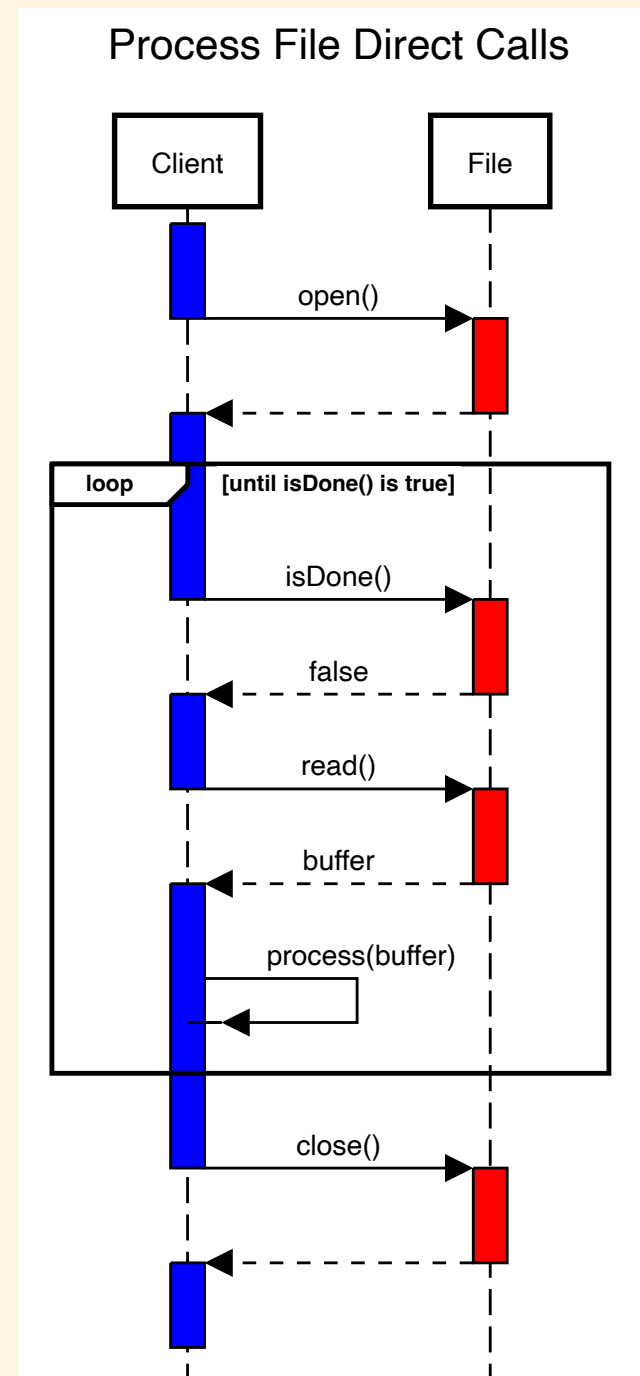 Process File Direct Calls
Client
File
open()
loop
[until isDone() is true]
isDone()
false
read()
buffer
process(buffer)
close()